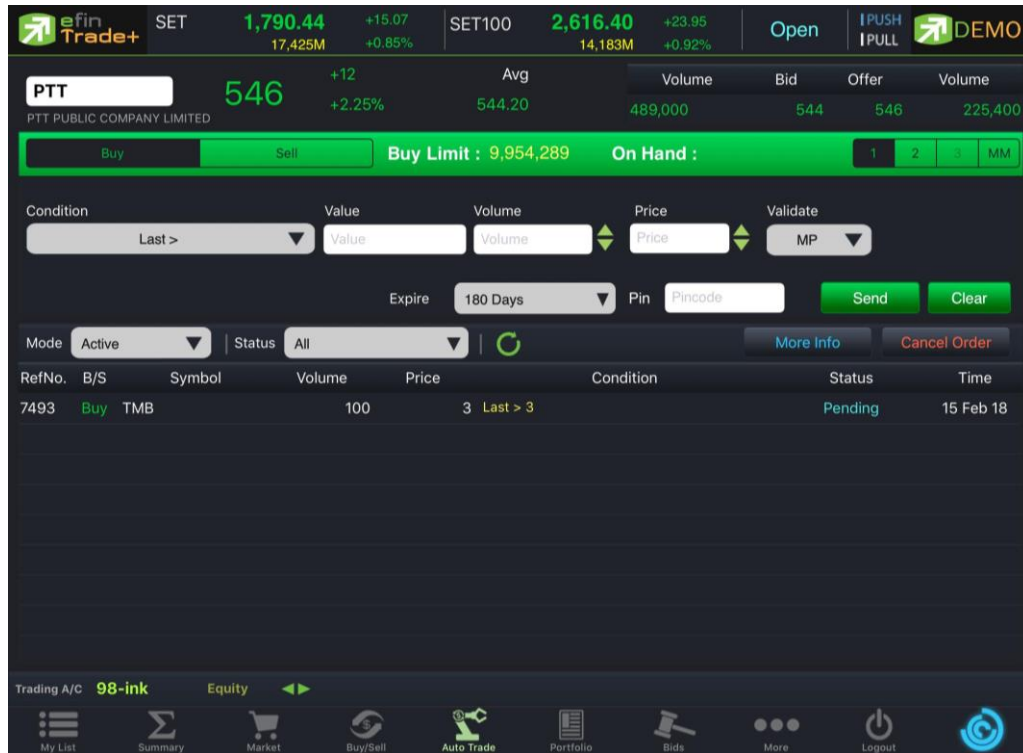 efin Trade+ SET 1,790.44 +15.07 SET100 2,616.40 +23.95 Open PUSH DEMO
17,425M +0.85% 14,183M +0.92% PULL
PTT 546 +12 Avg Volume Bid Offer Volume
PTT PUBLIC COMPANY LIMITED +2.25% 544.20 489,000 544 546 225,400
Buy Sell Buy Limit : 9,954,289 On Hand : 1 2 3 MM
Condition Value Volume Price Validate
Last > Value Volume Price MP
Expire 180 Days Pin Pincode Send Clear
Mode Active Status All More Info Cancel Order
RefNo. B/S Symbol Volume Price Condition Status Time
7493 Buy TMB 100 3 Last > 3 Pending 15 Feb 18
Trading A/C 98-ink Equity
My List Summary Market Buy/Sell Auto Trade Portfolio Bids More Logout